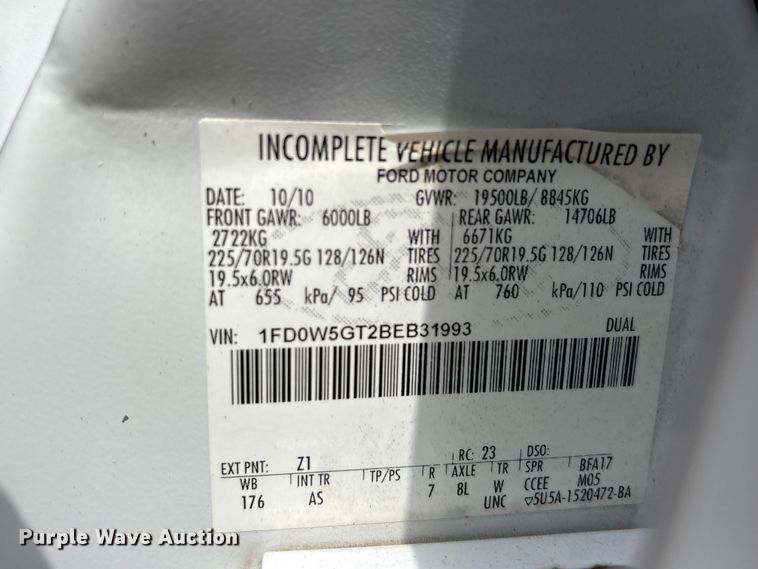 INCOMPLETE VEHICLE MANUFACTURED BY
FORD MOTOR COMPANY
DATE: 10/10 GVWR: 19500LB/ 8845KG
FRONT GAWR: 6000LB REAR GAWR: 14706LB
2722KG WITH 6671KG WITH
225/70R19.5G 128/126N TIRES 225/70R19.5G 128/126N TIRES
19.5x6.0RW RIMS 19.5x6.0RW RIMS
AT 655 kPa/ 95 PSI COLD AT 760 kPa/110 PSI COLD
VIN: 1FD0W5GT2BEB31993 DUAL
EXT PNT: Z1 RC: 23 DSO:
WB INT TR TP/PS R AXLE TR SPR BFA17
176 AS 7 8L W CCEE M05
UNC ▽5U5A-1520472-BA
Purple Wave Auction